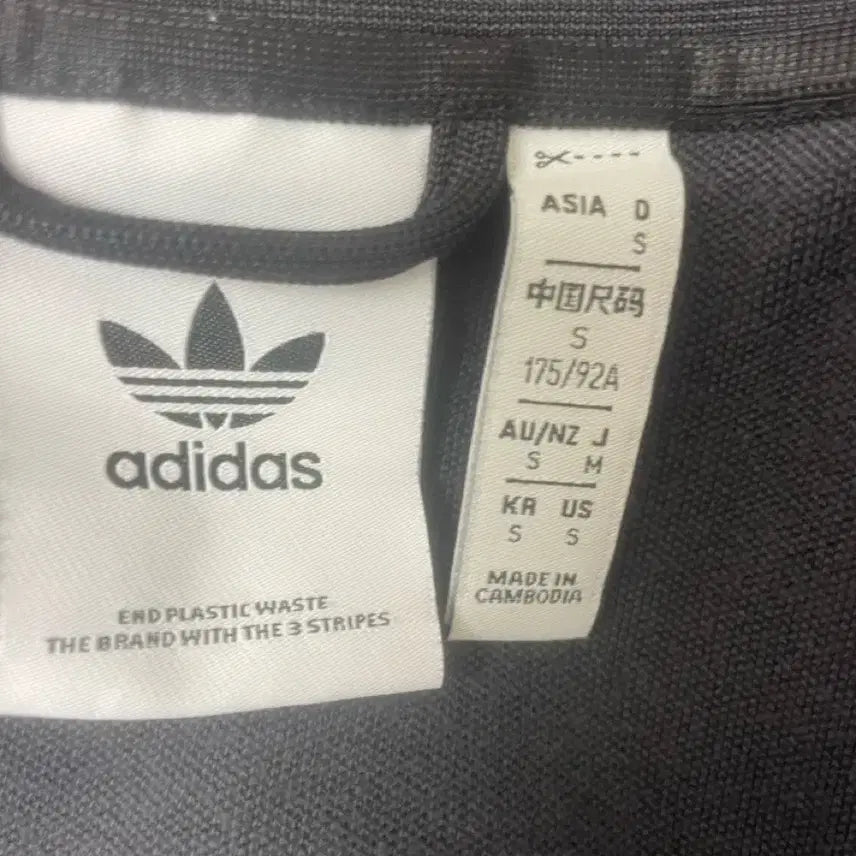 adidas
END PLASTIC WASTE
THE BRAND WITH THE 3 STRIPES
ASIA D
S
中国尺码
S
175/92A
AU/NZ J
S M
KR US
S S
MADE IN
CAMBODIA